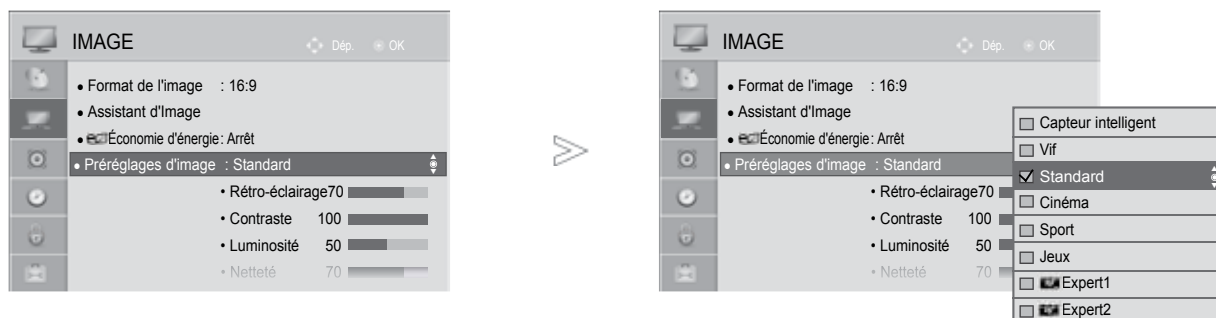 IMAGE
Dép. OK
• Format de l'image : 16:9
• Assistant d'Image
• Économie d'énergie : Arrêt
• Préréglages d'image : Standard
• Rétro-éclairage70
• Contraste 100
• Luminosité 50
• Netteté 70
>
IMAGE
Dép. OK
• Format de l'image : 16:9
• Assistant d'Image
• Économie d'énergie : Arrêt
• Préréglages d'image : Standard
• Rétro-éclairage70
• Contraste 100
• Luminosité 50
• Netteté 70
Capteur intelligent
Vif
Standard
Cinéma
Sport
Jeux
Expert1
Expert2